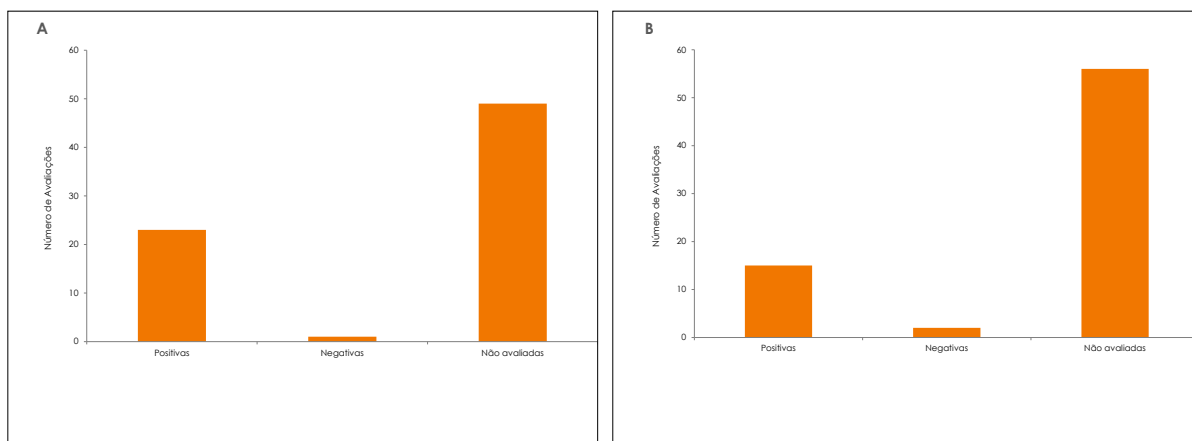 A
60
50
40
30
20
10
0
Número de Avaliações
Positivas
Negativas
Não avaliadas
B
60
50
40
30
20
10
0
Número de Avaliações
Positivas
Negativas
Não avaliadas